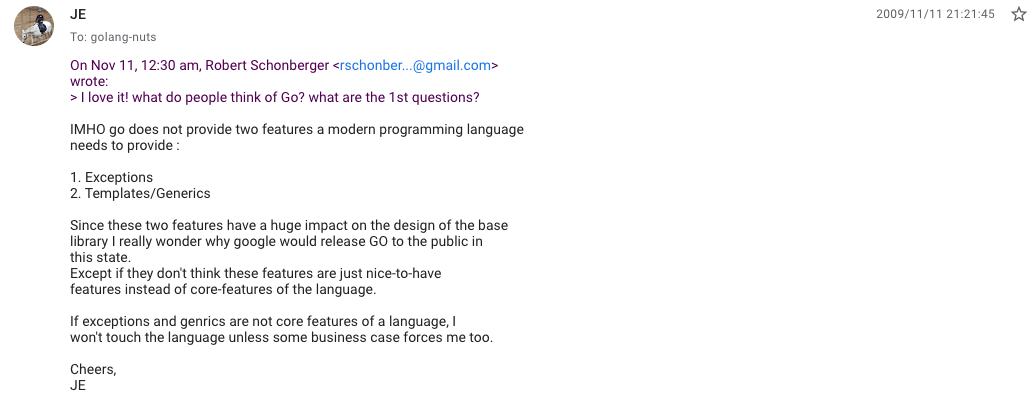 JE
2009/11/11 21:21:45
To: golang-nuts
On Nov 11, 12:30 am, Robert Schonberger <rschonber...@gmail.com>
wrote:
> I love it! what do people think of Go? what are the 1st questions?
IMHO go does not provide two features a modern programming language
needs to provide :
1. Exceptions
2. Templates/Generics
Since these two features have a huge impact on the design of the base
library I really wonder why google would release GO to the public in
this state.
Except if they don't think these features are just nice-to-have
features instead of core-features of the language.
If exceptions and genrics are not core features of a language, I
won't touch the language unless some business case forces me too.
Cheers,
JE